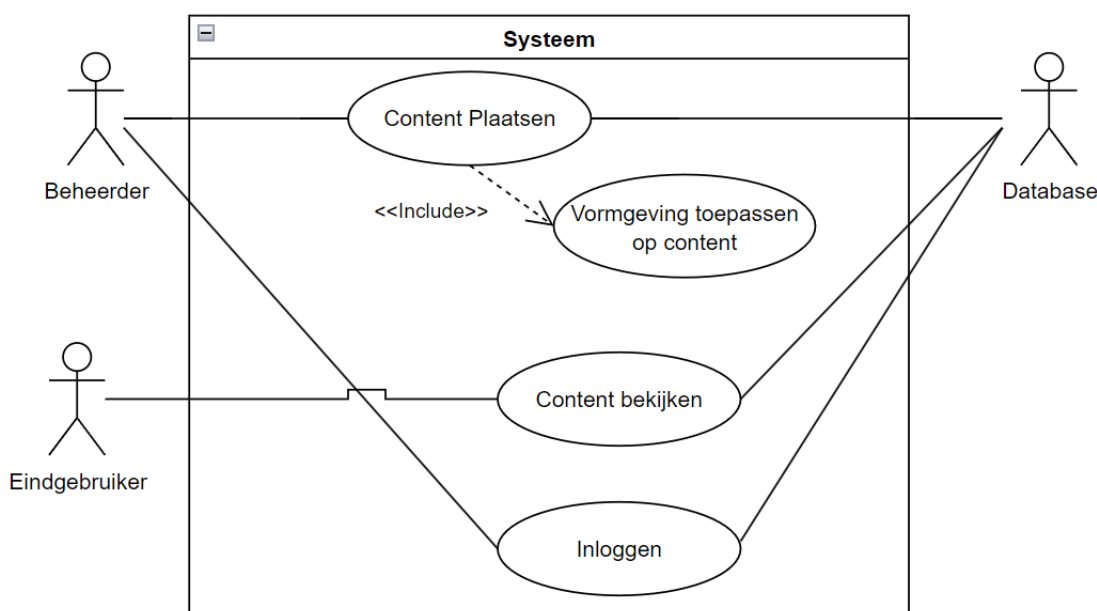 Systeem
Content Plaatsen
Beheerder
Database
<<Include>>
Vormgeving toepassen
op content
Content bekijken
Eindgebruiker
Inloggen